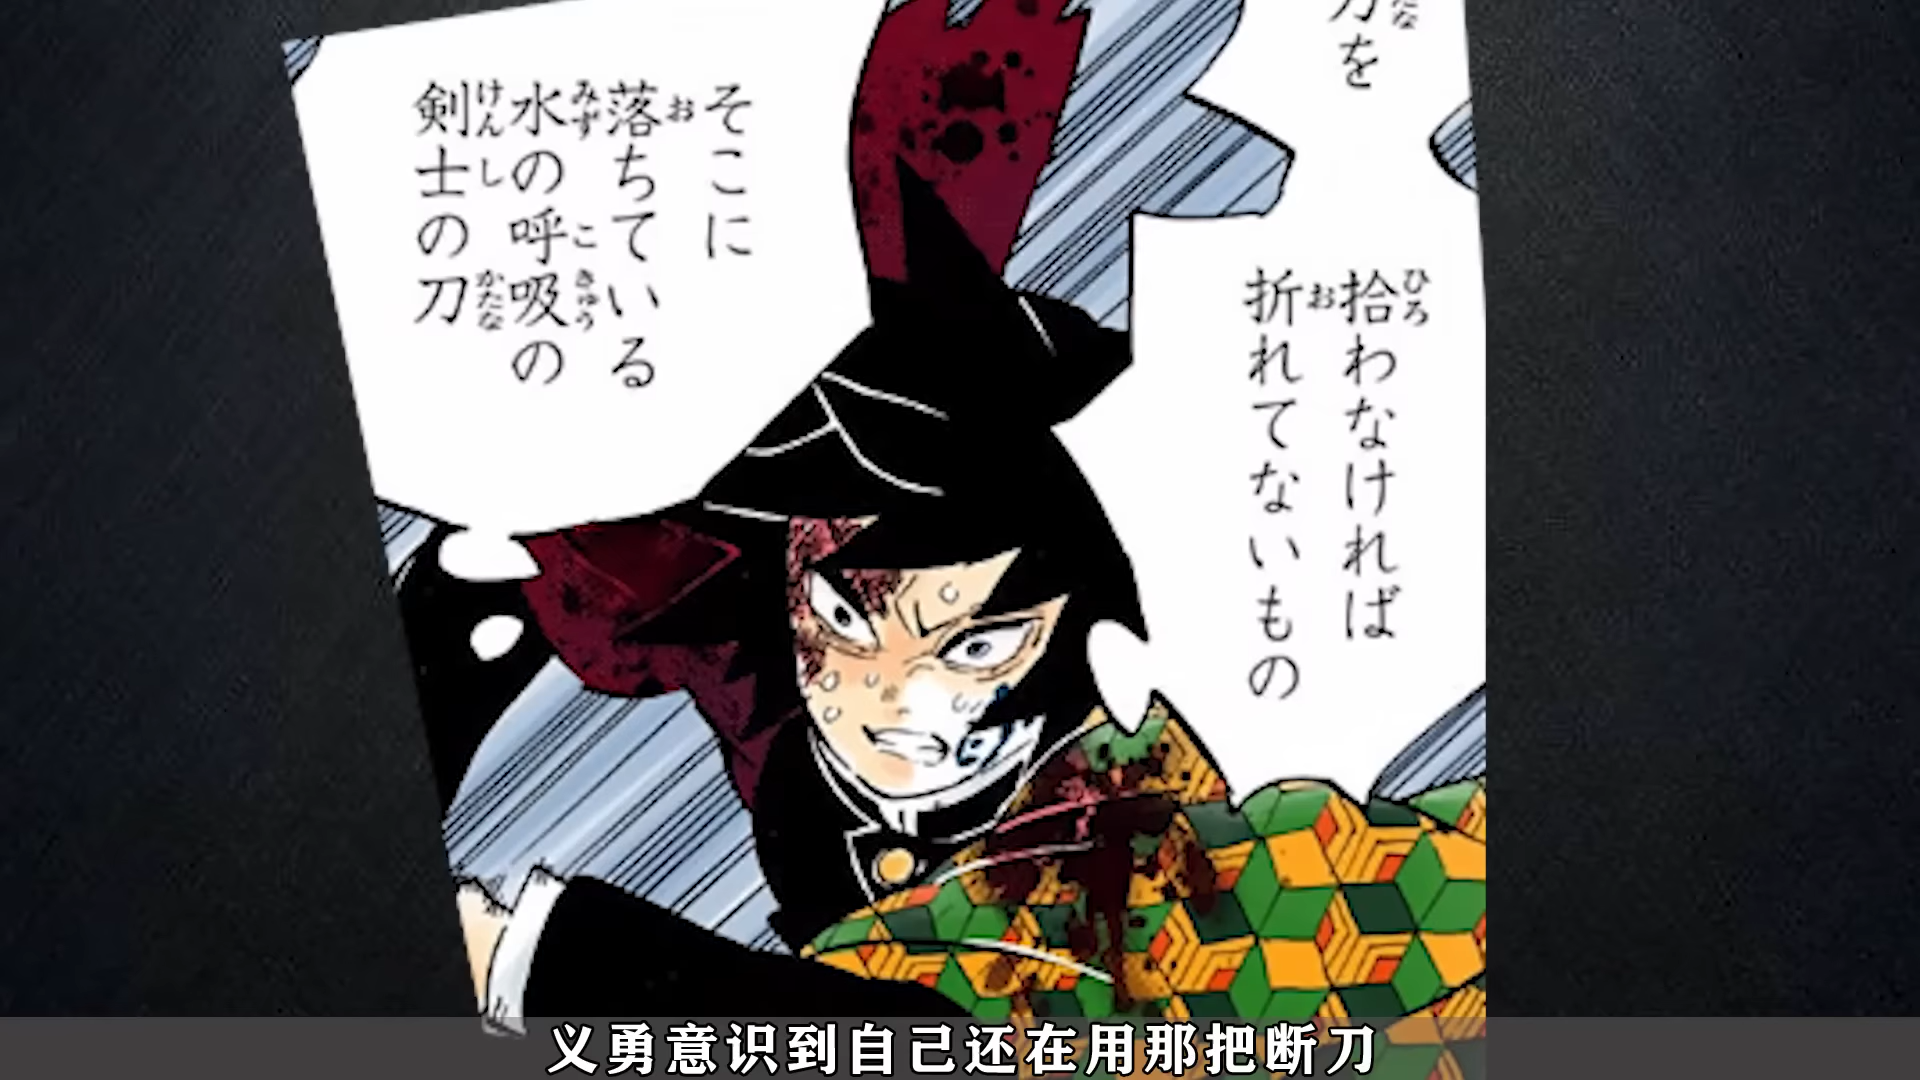 刀を
拾わなければ
折れてないもの
そこに
落ちている
水の呼吸の
剣士の刀
义勇意识到自己还在用那把断刀